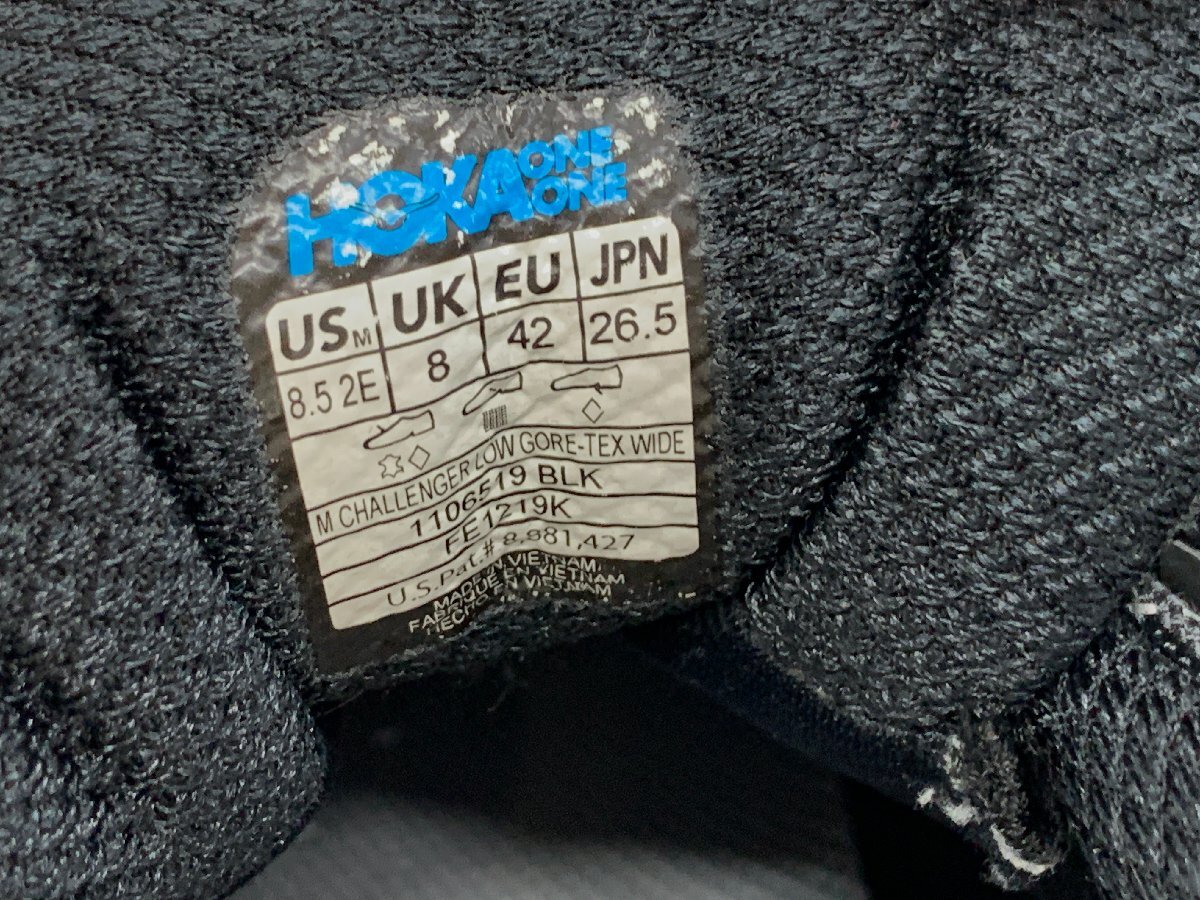 HOKA ONE ONE
US M UK EU JPN
8.5 2E 8 42 26.5
M CHALLENGER LOW GORE-TEX WIDE
1106519 BLK
FE1219K
U.S.Pat.# 8,881,427
MADE IN VIETNAM
FABRIQUE EN VIETNAM
HECHO EN VIETNAM